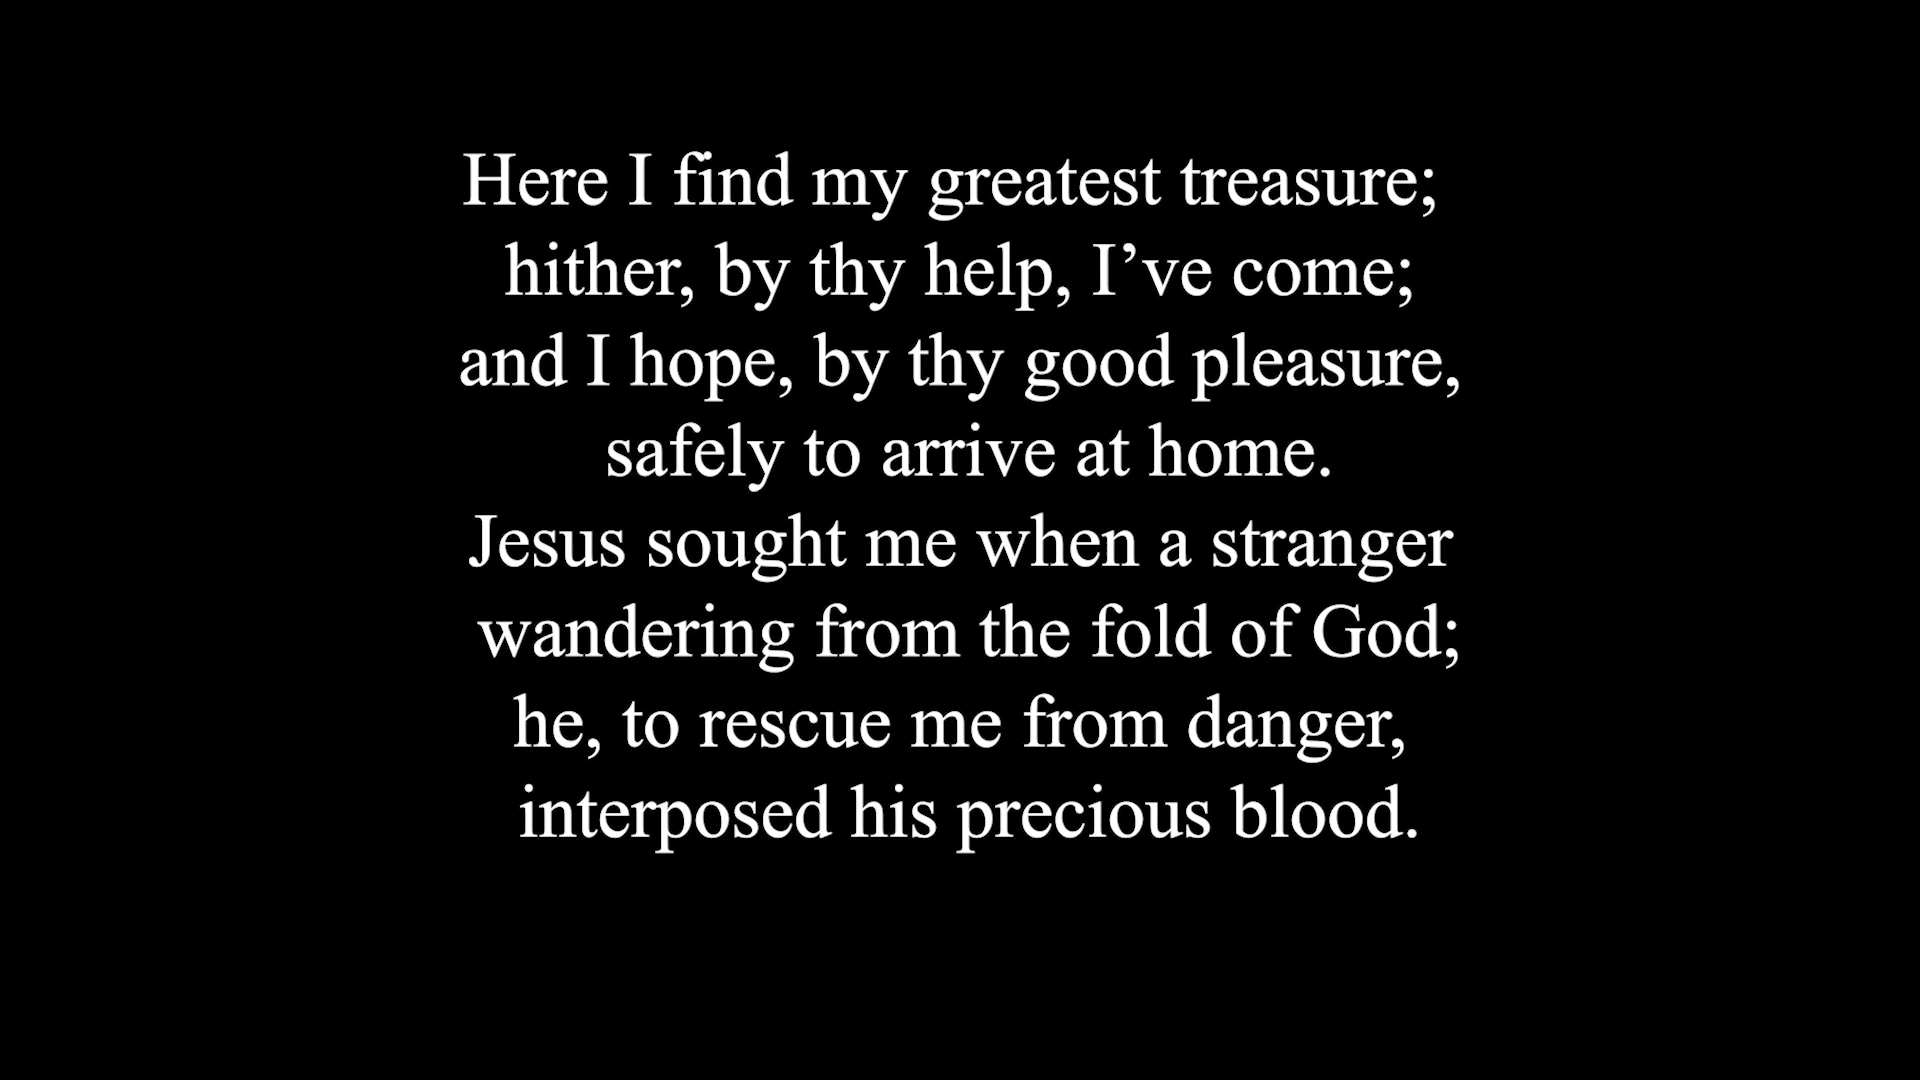 Here I find my greatest treasure;
hither, by thy help, I’ve come;
and I hope, by thy good pleasure,
safely to arrive at home.
Jesus sought me when a stranger
wandering from the fold of God;
he, to rescue me from danger,
interposed his precious blood.